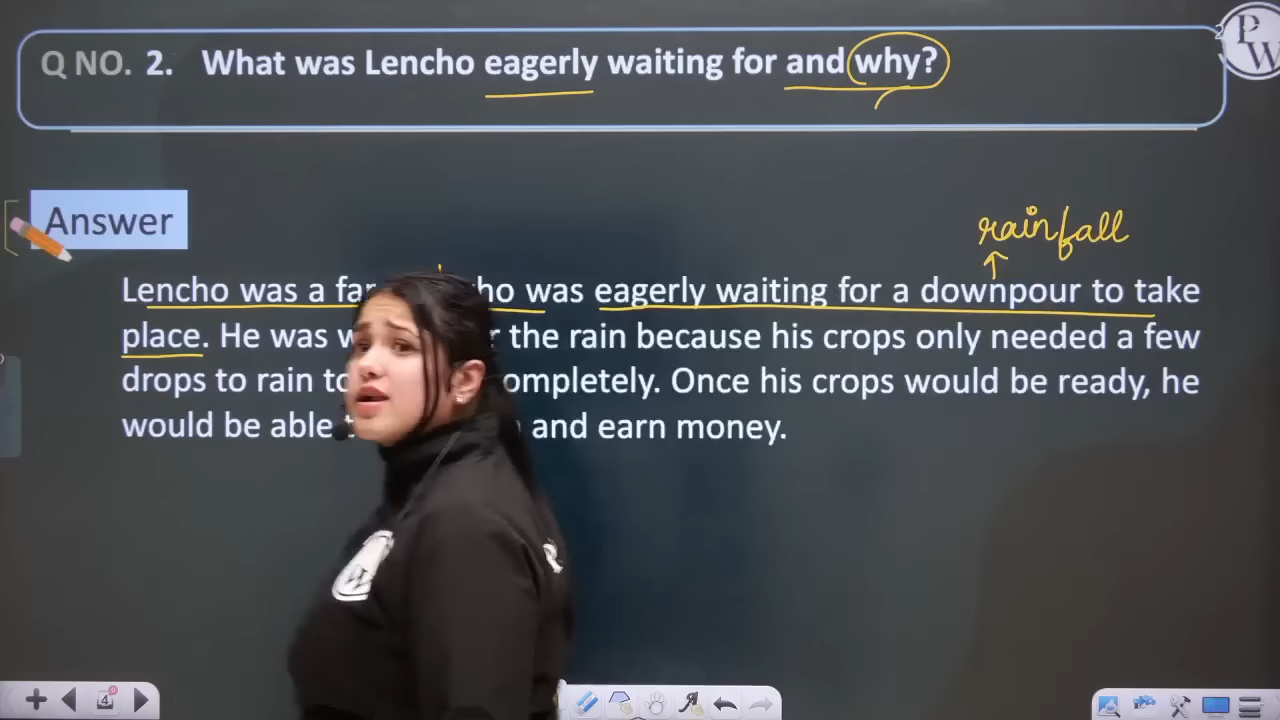 Q NO. 2. What was Lencho eagerly waiting for and why?
PW
Answer
rainfall
Lencho was a far ho was eagerly waiting for a downpour to take
place. He was w r the rain because his crops only needed a few
drops to rain to ompletely. Once his crops would be ready, he
would be able t and earn money.
4